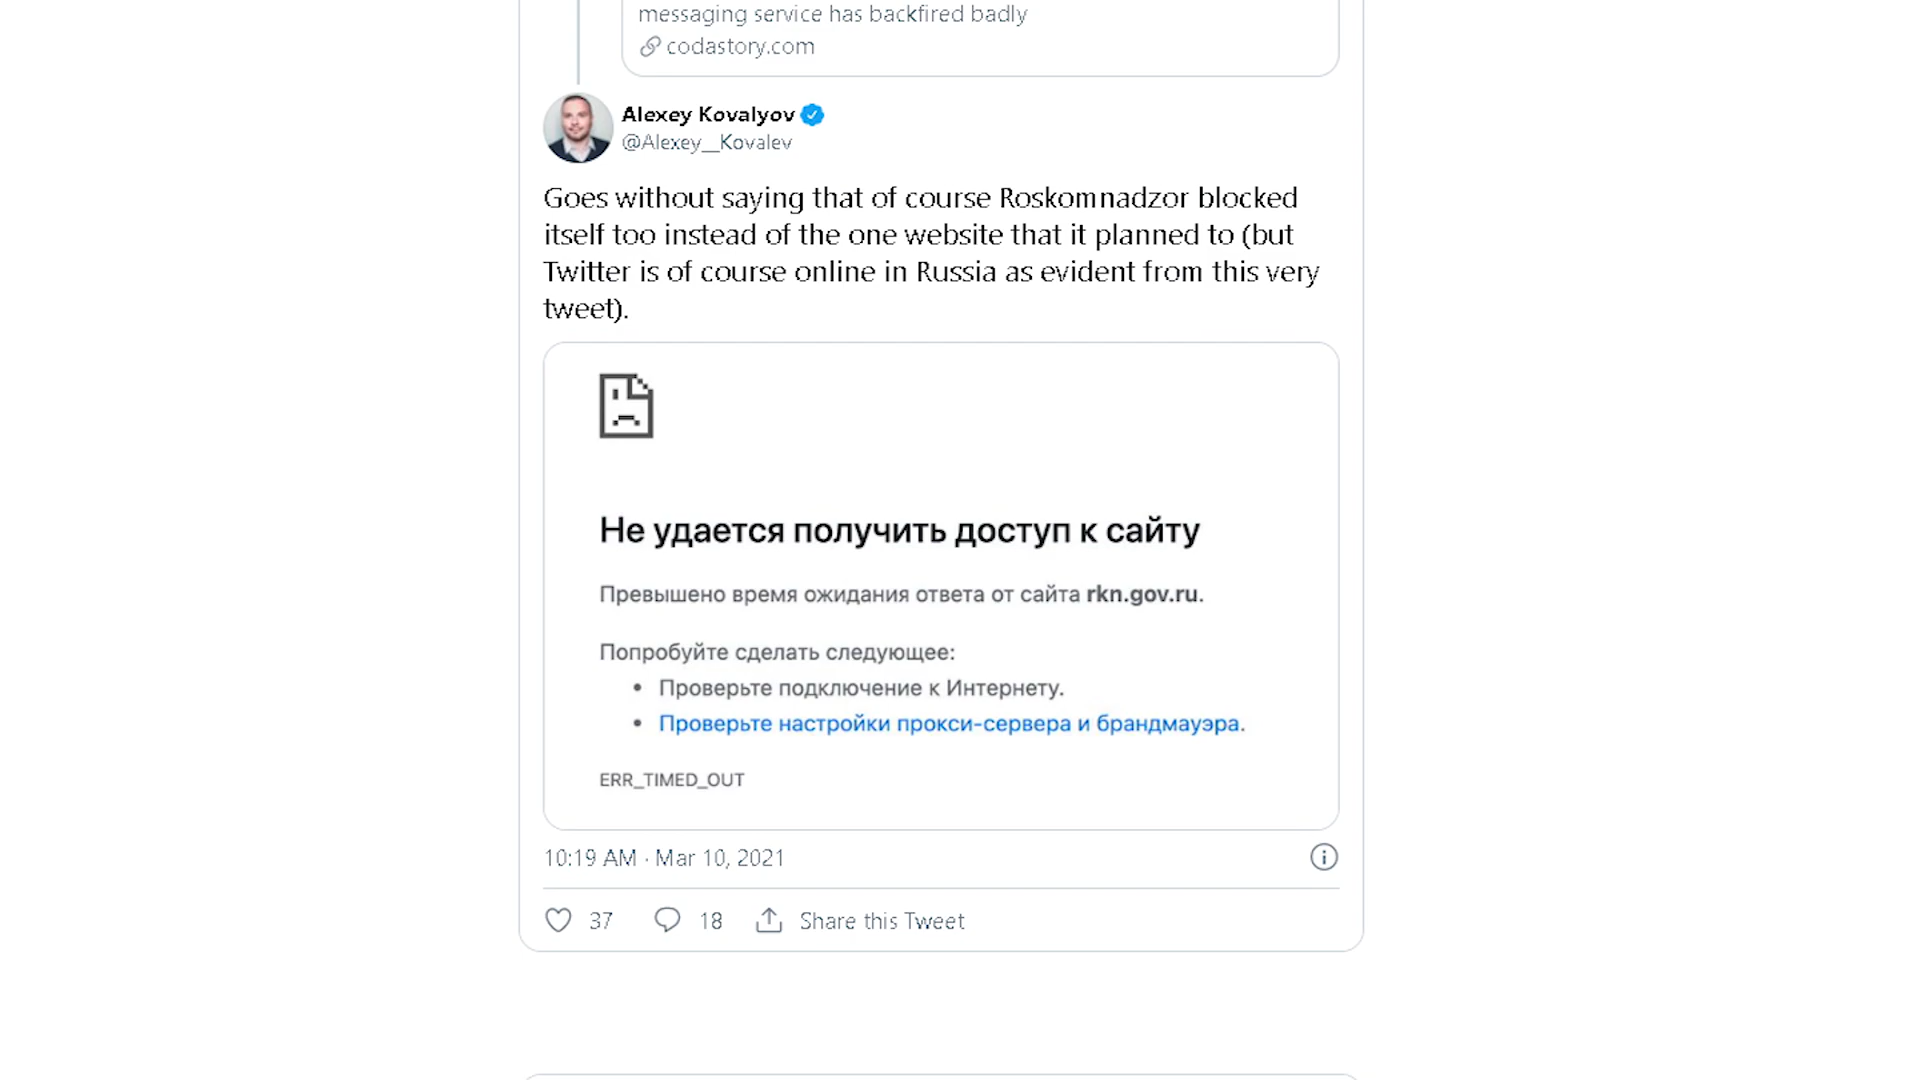 messaging service has backfired badly
codastory.com
Alexey Kovalyov
@Alexey__Kovalev
Goes without saying that of course Roskomnadzor blocked
itself too instead of the one website that it planned to (but
Twitter is of course online in Russia as evident from this very
tweet).
Не удается получить доступ к сайту
Превышено время ожидания ответа от сайта rkn.gov.ru.
Попробуйте сделать следующее:
• Проверьте подключение к Интернету.
• Проверьте настройки прокси-сервера и брандмауэра.
ERR_TIMED_OUT
10:19 AM · Mar 10, 2021
37 18 Share this Tweet